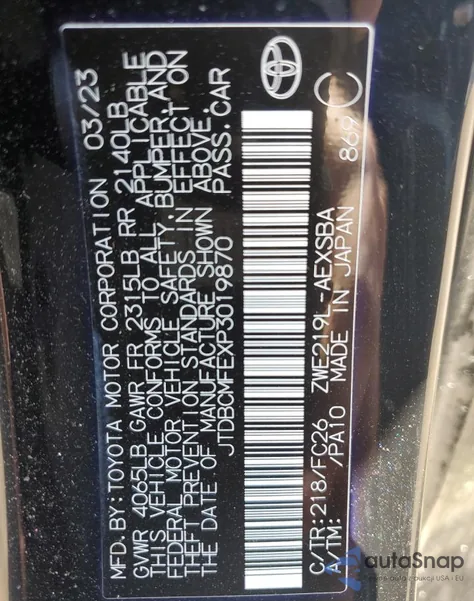 MFD. BY: TOYOTA MOTOR CORPORATION 03/23
GVWR 4065LB GAWR FR 2315LB RR 2140LB
THIS VEHICLE CONFORMS TO ALL APPLICABLE
FEDERAL MOTOR VEHICLE SAFETY, BUMPER, AND
THEFT PREVENTION STANDARDS IN EFFECT ON
THE DATE OF MANUFACTURE SHOWN ABOVE.
JTDBCMFEXP3019870 PASS. CAR
C/TR: 218/FC26 ZWE219L-AEXSBA
A/TM: /PA10 MADE IN JAPAN 869 C
autaSnap